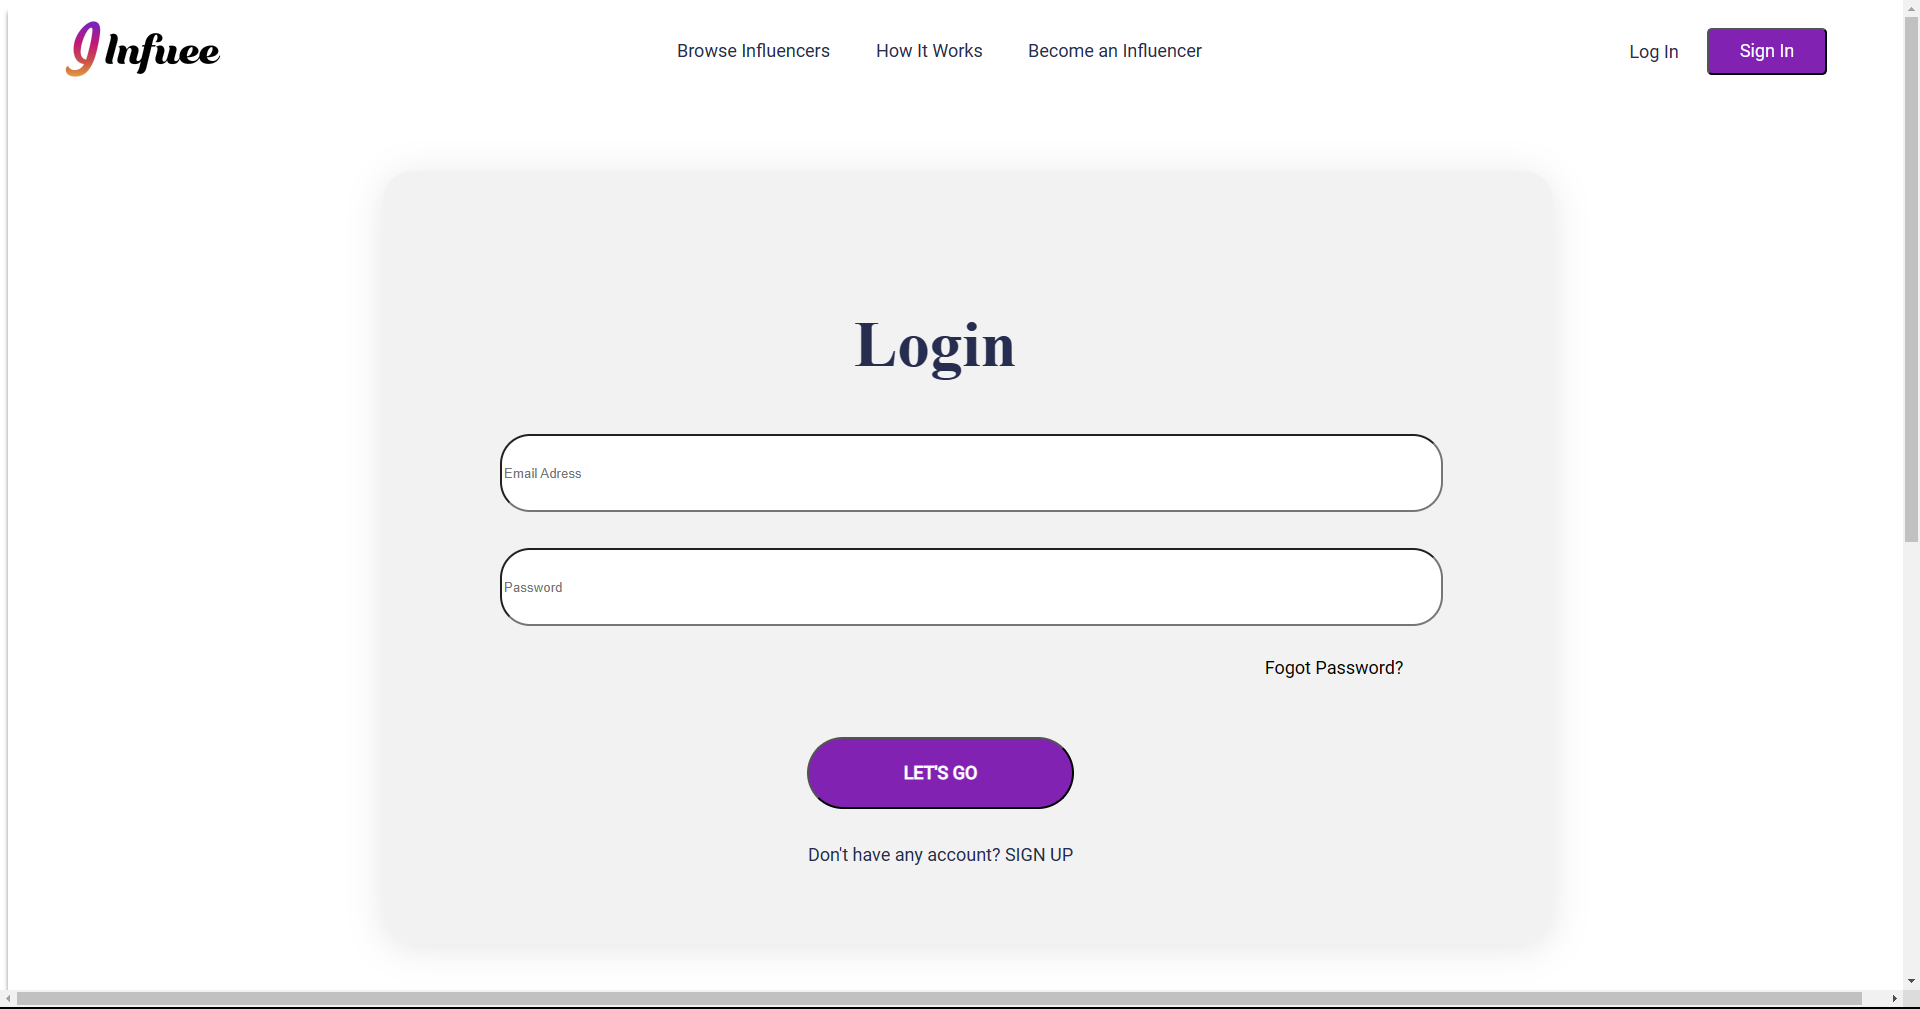 Infuee
Browse Influencers
How It Works
Become an Influencer
Log In
Sign In
Login
Email Adress
Password
Fogot Password?
LET'S GO
Don't have any account? SIGN UP